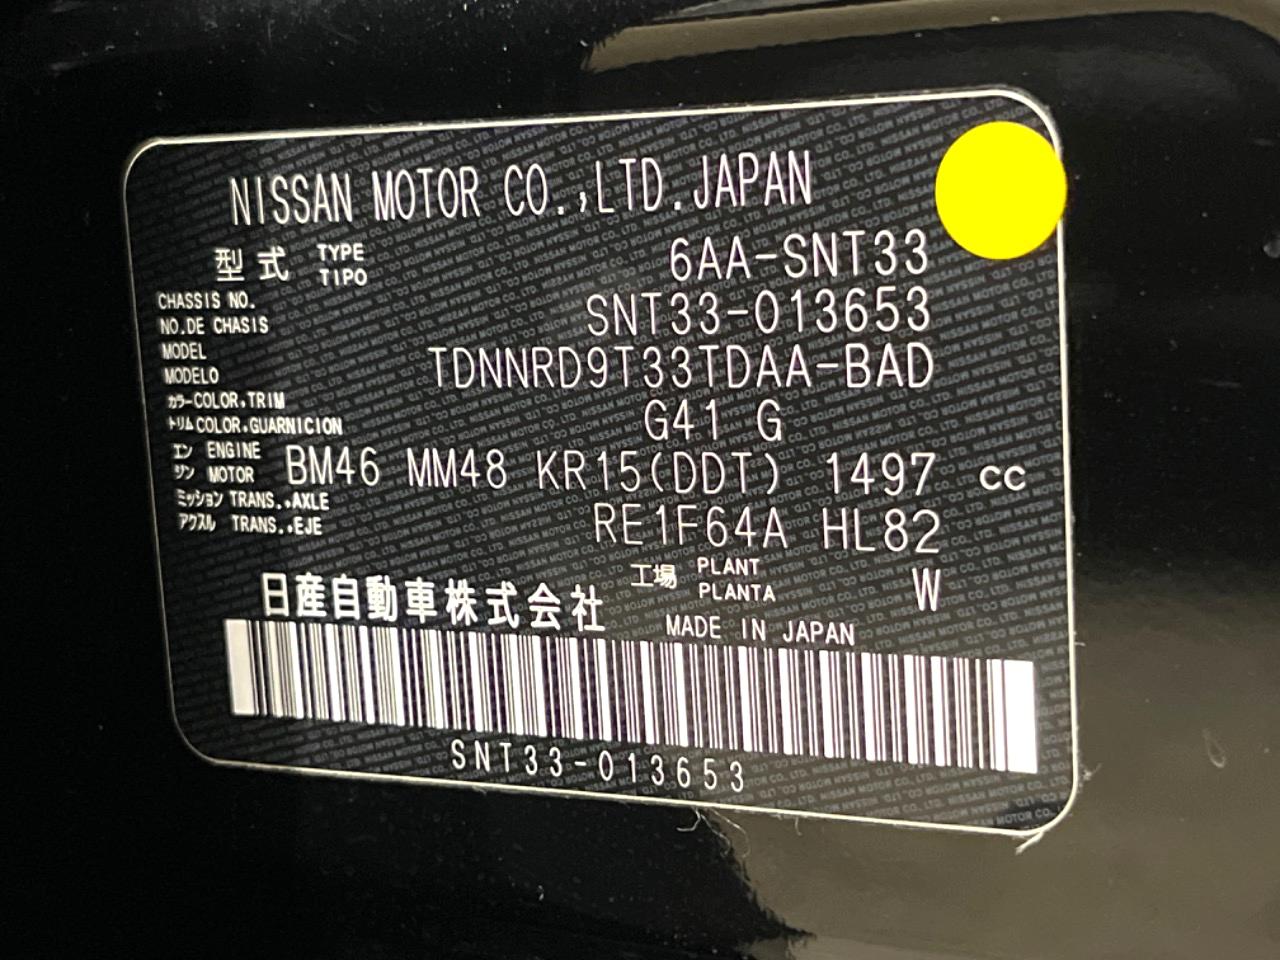 NISSAN MOTOR CO.,LTD.JAPAN
型式 TYPE TIPO 6AA-SNT33
CHASSIS NO.
NO.DE CHASIS SNT33-013653
MODEL
MODELO TDNNRD9T33TDAA-BAD
カラー COLOR,TRIM
トリム COLOR,GUARNICION G41 G
エンジン ENGINE MOTOR BM46 MM48 KR15(DDT) 1497 cc
ミッション TRANS.,AXLE
アクスル TRANS.,EJE RE1F64A HL82
工場 PLANT PLANTA W
日産自動車株式会社 MADE IN JAPAN
SNT33-013653